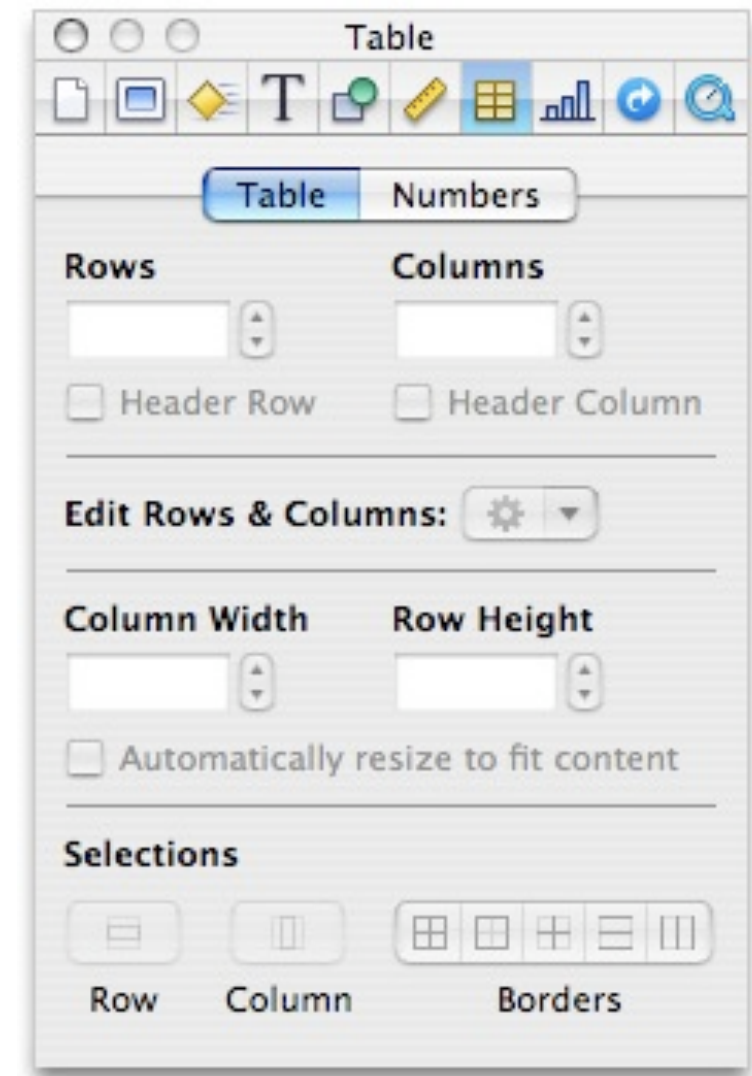 Table
T
Table Numbers
Rows Columns
Header Row Header Column
Edit Rows & Columns:
Column Width Row Height
Automatically resize to fit content
Selections
Row Column Borders